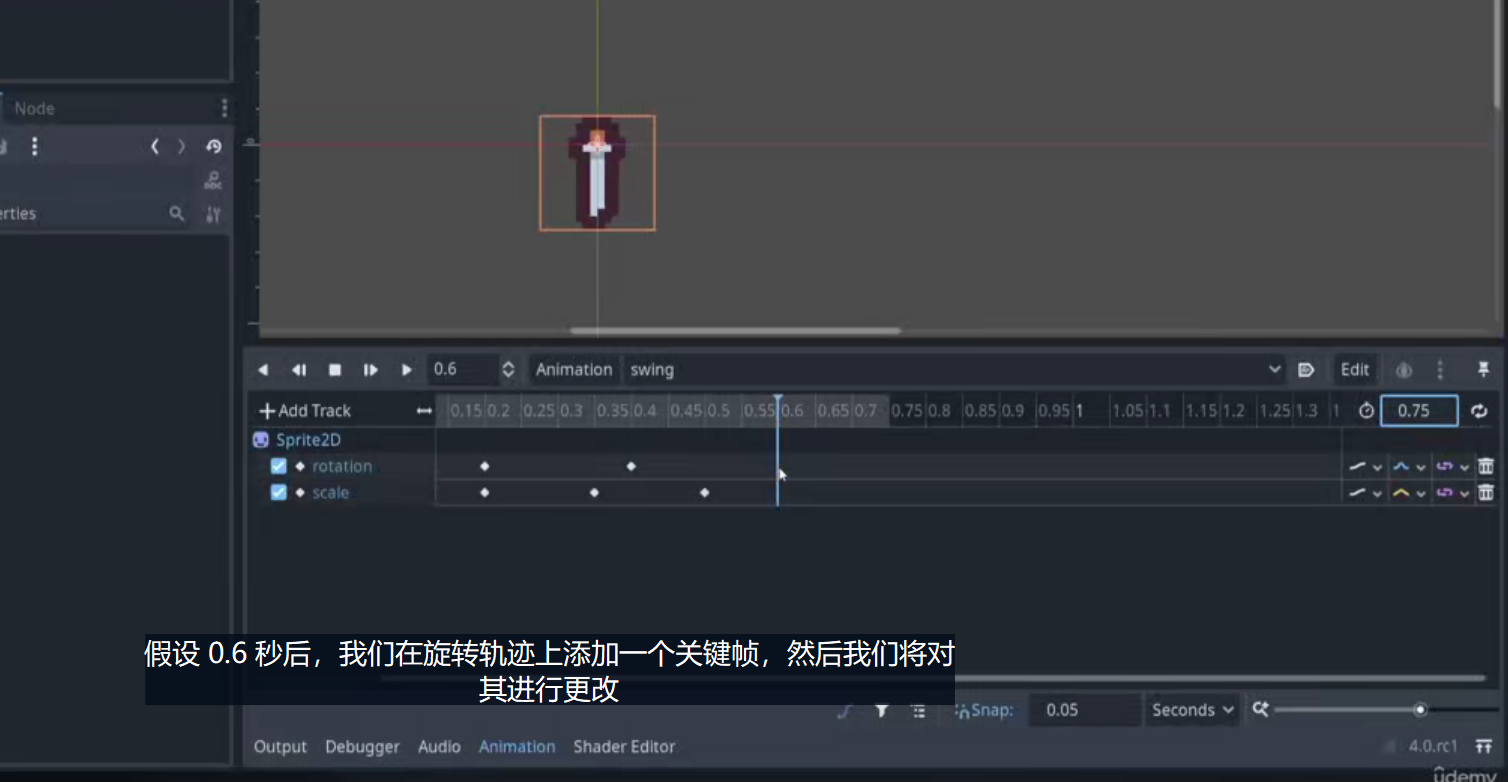 Node
erties
0.6
Animation
swing
Edit
Add Track
0.15 0.2 0.25 0.3 0.35 0.4 0.45 0.5 0.55 0.6 0.65 0.7 0.75 0.8 0.85 0.9 0.95 1 1.05 1.1 1.15 1.2 1.25 1.3 1
0.75
Sprite2D
rotation
scale
假设 0.6 秒后，我们在旋转轨迹上添加一个关键帧，然后我们将对
其进行更改
Snap: 0.05 Seconds
Output Debugger Audio Animation Shader Editor 4.0.rc1
ûdemy